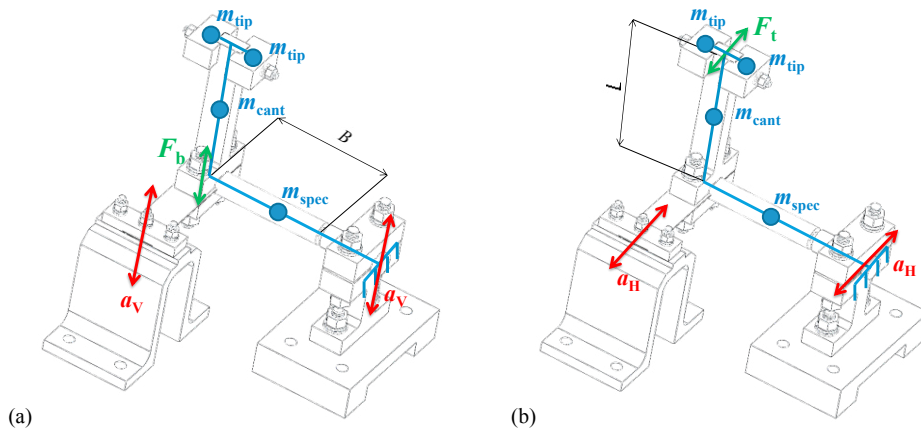 m_tip
m_tip
m_cant
F_b
B
m_spec
a_V
a_V
(a)
m_tip
F_t
m_tip
L
m_cant
m_spec
a_H
a_H
(b)